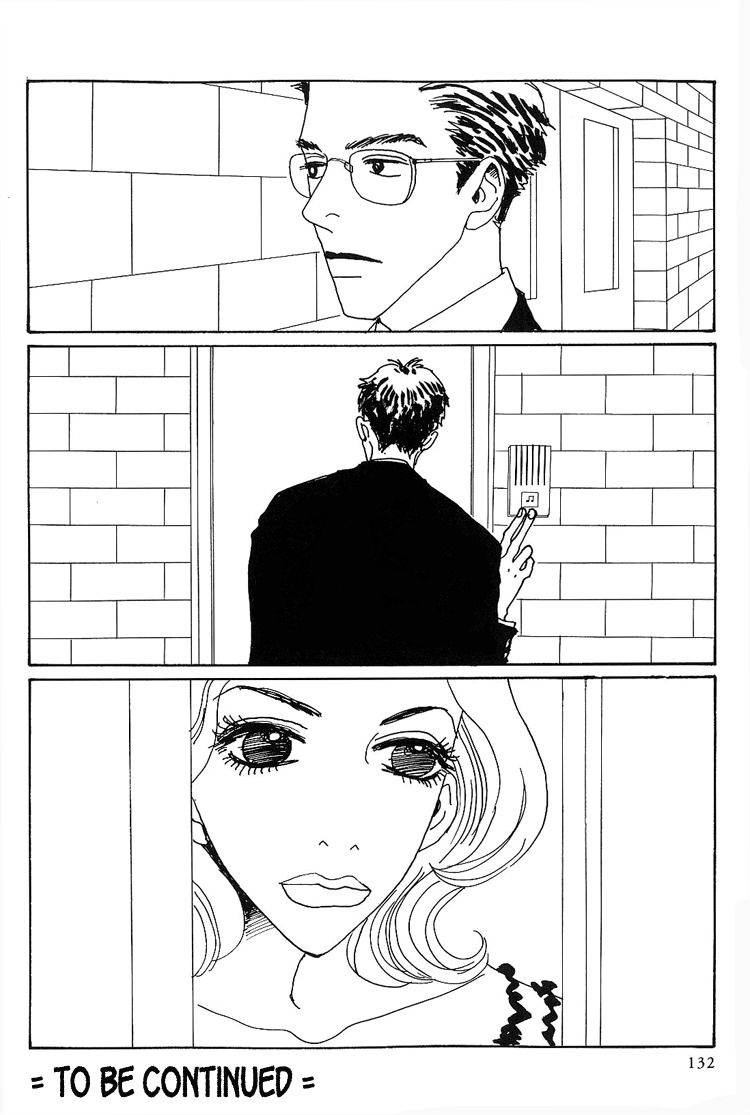 132
= TO BE CONTINUED =